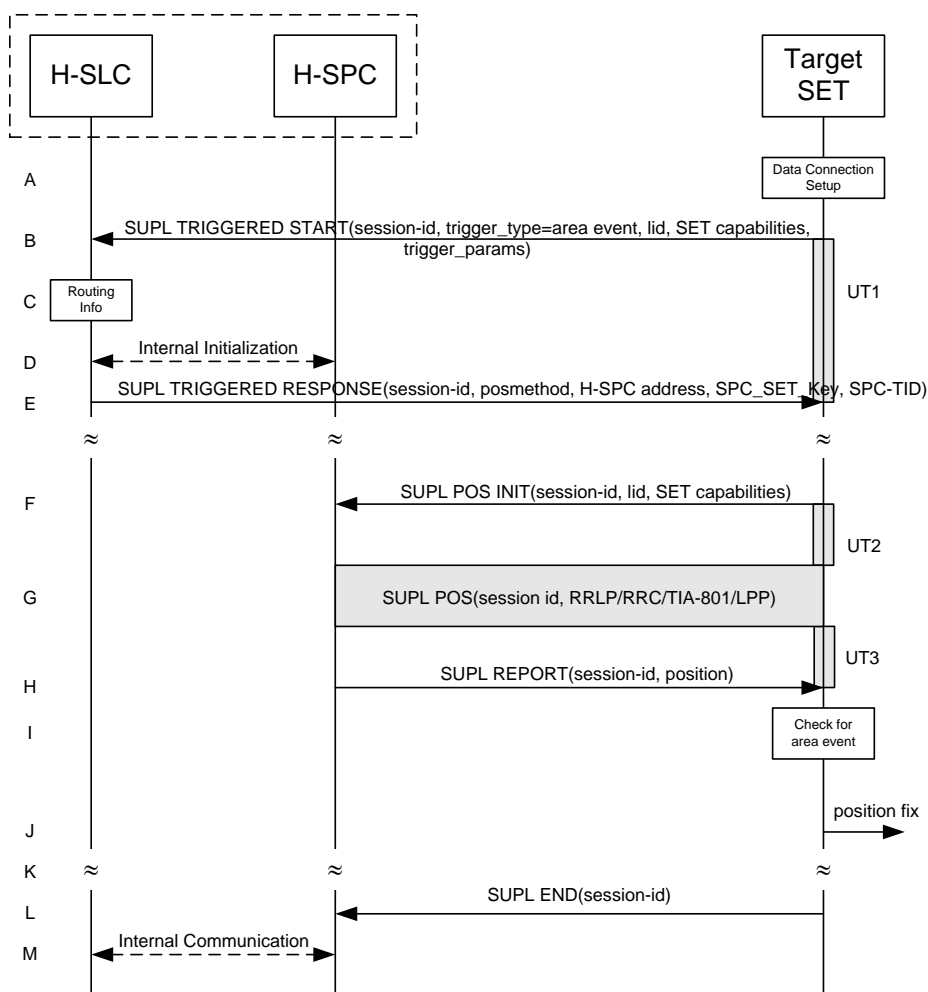 H-SLC
H-SPC
Target
SET
A
Data Connection
Setup
B
SUPL TRIGGERED START(session-id, trigger_type=area event, lid, SET capabilities,
trigger_params)
C
Routing
Info
UT1
D
Internal Initialization
E
SUPL TRIGGERED RESPONSE(session-id, posmethod, H-SPC address, SPC_SET_Key, SPC-TID)
≈ ≈ ≈
F
SUPL POS INIT(session-id, lid, SET capabilities)
UT2
G
SUPL POS(session id, RRLP/RRC/TIA-801/LPP)
UT3
H
SUPL REPORT(session-id, position)
I
Check for
area event
J
position fix
K
≈ ≈ ≈
L
SUPL END(session-id)
M
Internal Communication